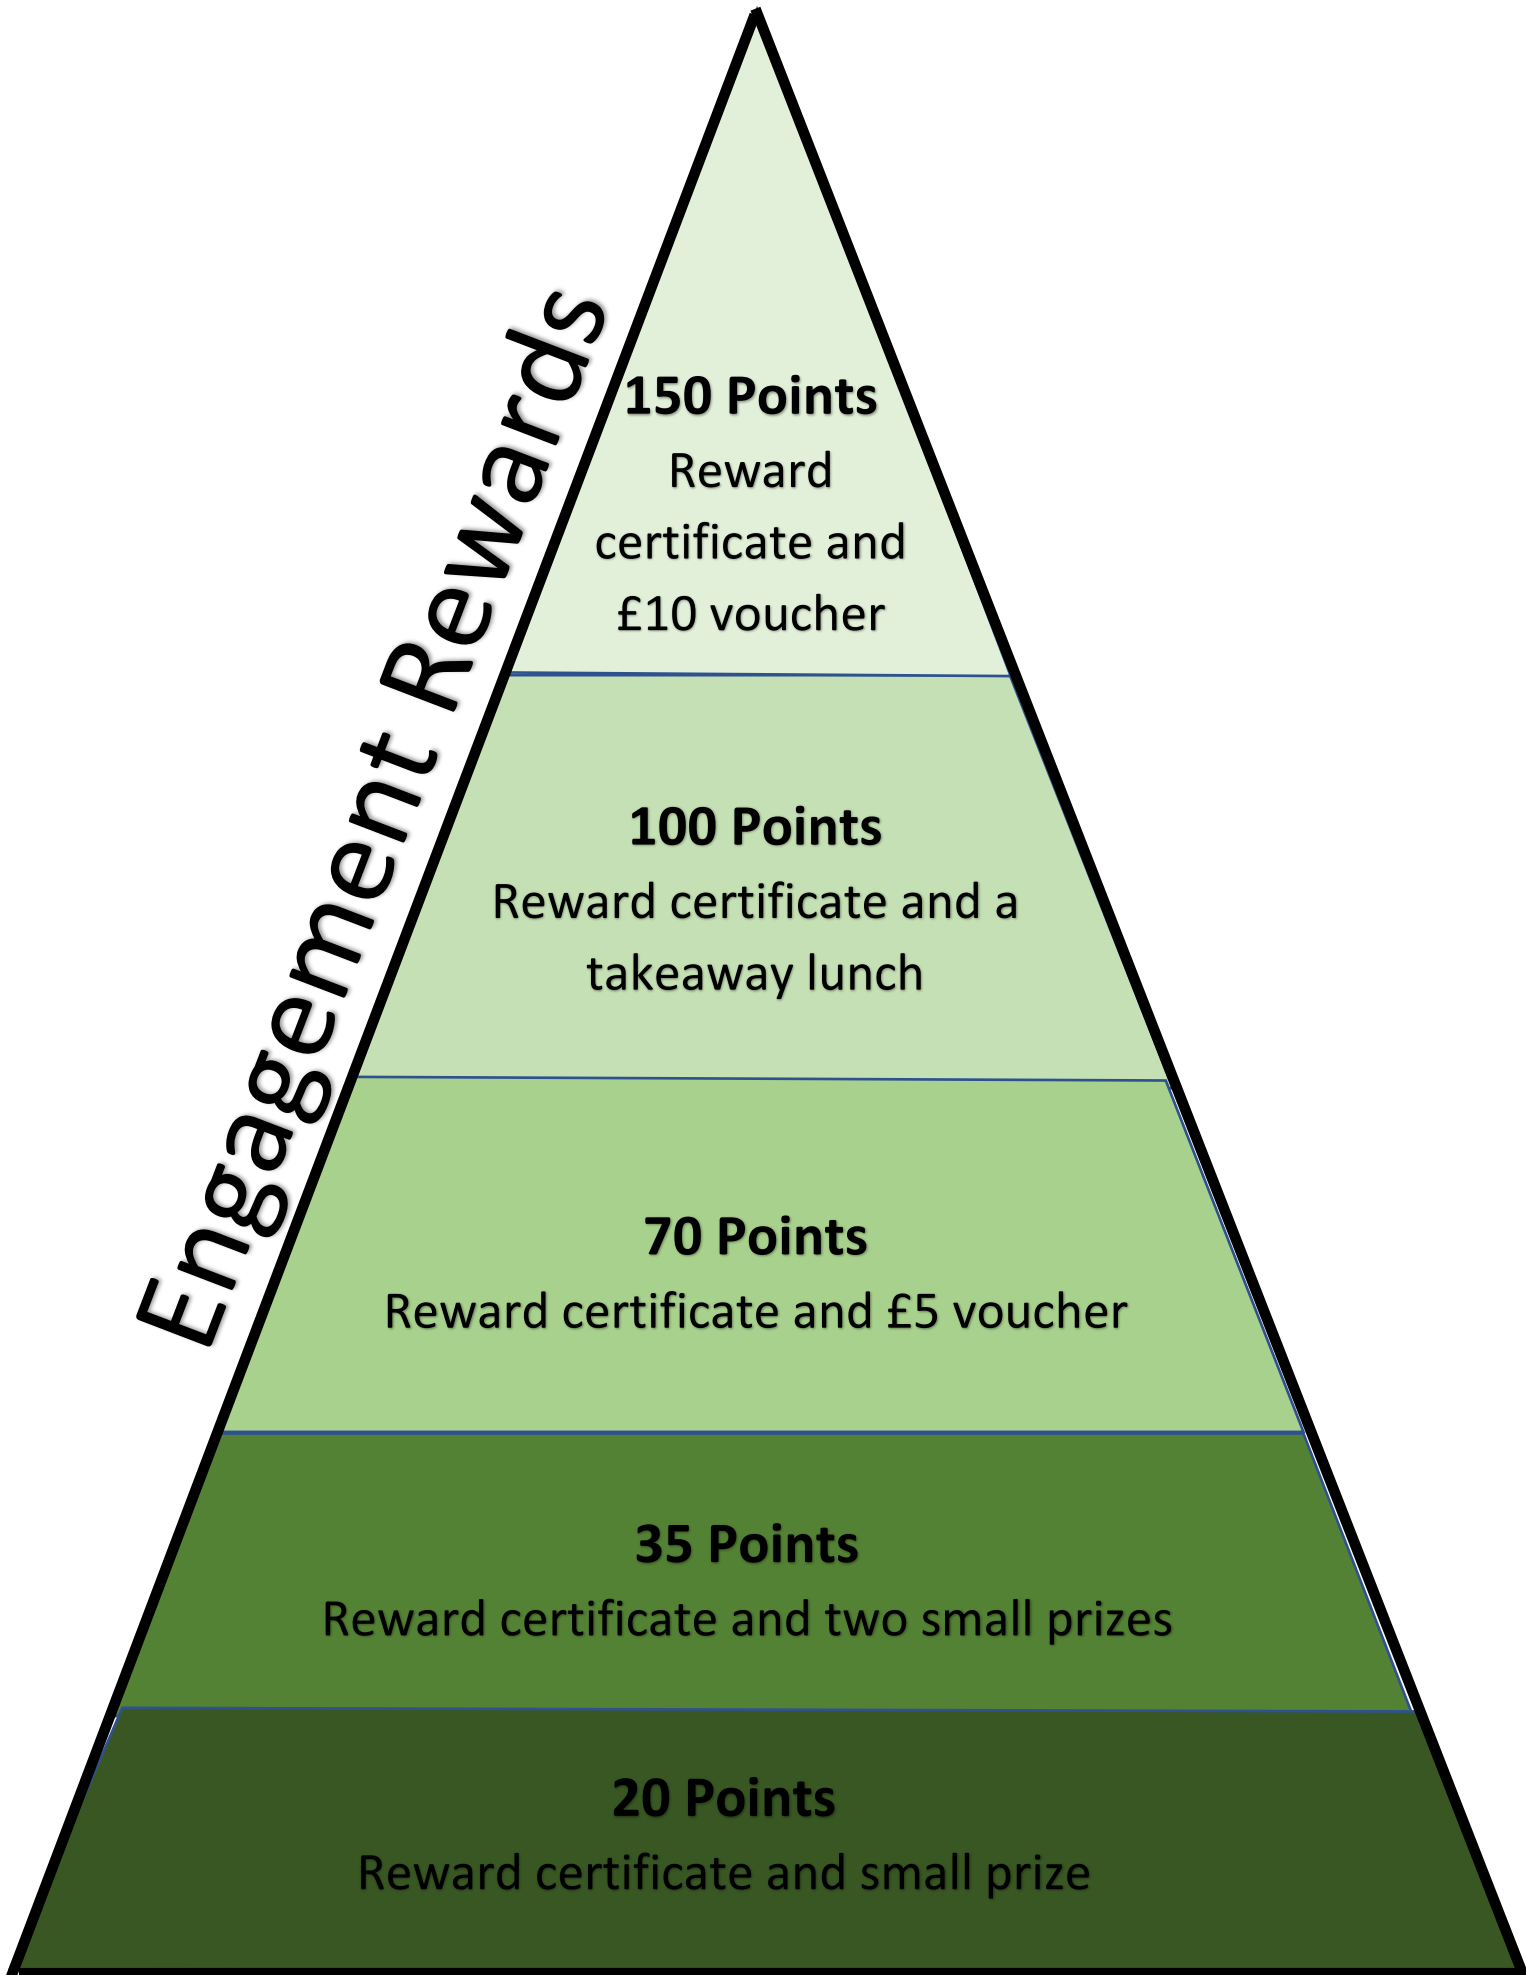 Engagement Rewards
150 Points
Reward
certificate and
£10 voucher
100 Points
Reward certificate and a
takeaway lunch
70 Points
Reward certificate and £5 voucher
35 Points
Reward certificate and two small prizes
20 Points
Reward certificate and small prize